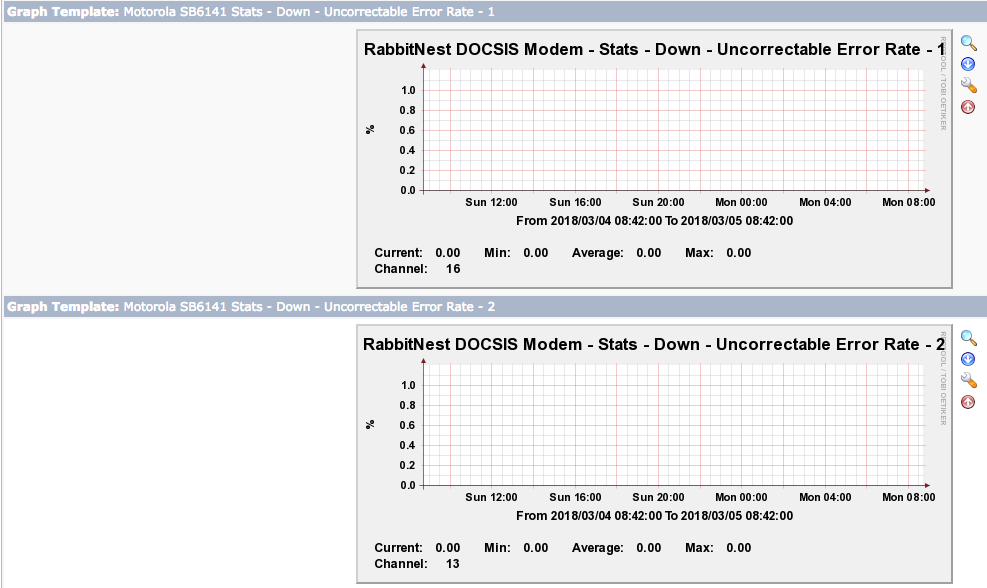 Graph Template: Motorola SB6141 Stats - Down - Uncorrectable Error Rate - 1
RabbitNest DOCSIS Modem - Stats - Down - Uncorrectable Error Rate - 1
1.0
0.8
0.6
0.4
0.2
0.0
%
Sun 12:00 Sun 16:00 Sun 20:00 Mon 00:00 Mon 04:00 Mon 08:00
From 2018/03/04 08:42:00 To 2018/03/05 08:42:00
Current: 0.00 Min: 0.00 Average: 0.00 Max: 0.00
Channel: 16
/ TOBI OETIKER
Graph Template: Motorola SB6141 Stats - Down - Uncorrectable Error Rate - 2
RabbitNest DOCSIS Modem - Stats - Down - Uncorrectable Error Rate - 2
1.0
0.8
0.6
0.4
0.2
0.0
%
Sun 12:00 Sun 16:00 Sun 20:00 Mon 00:00 Mon 04:00 Mon 08:00
From 2018/03/04 08:42:00 To 2018/03/05 08:42:00
Current: 0.00 Min: 0.00 Average: 0.00 Max: 0.00
Channel: 13
/ TOBI OETIKER